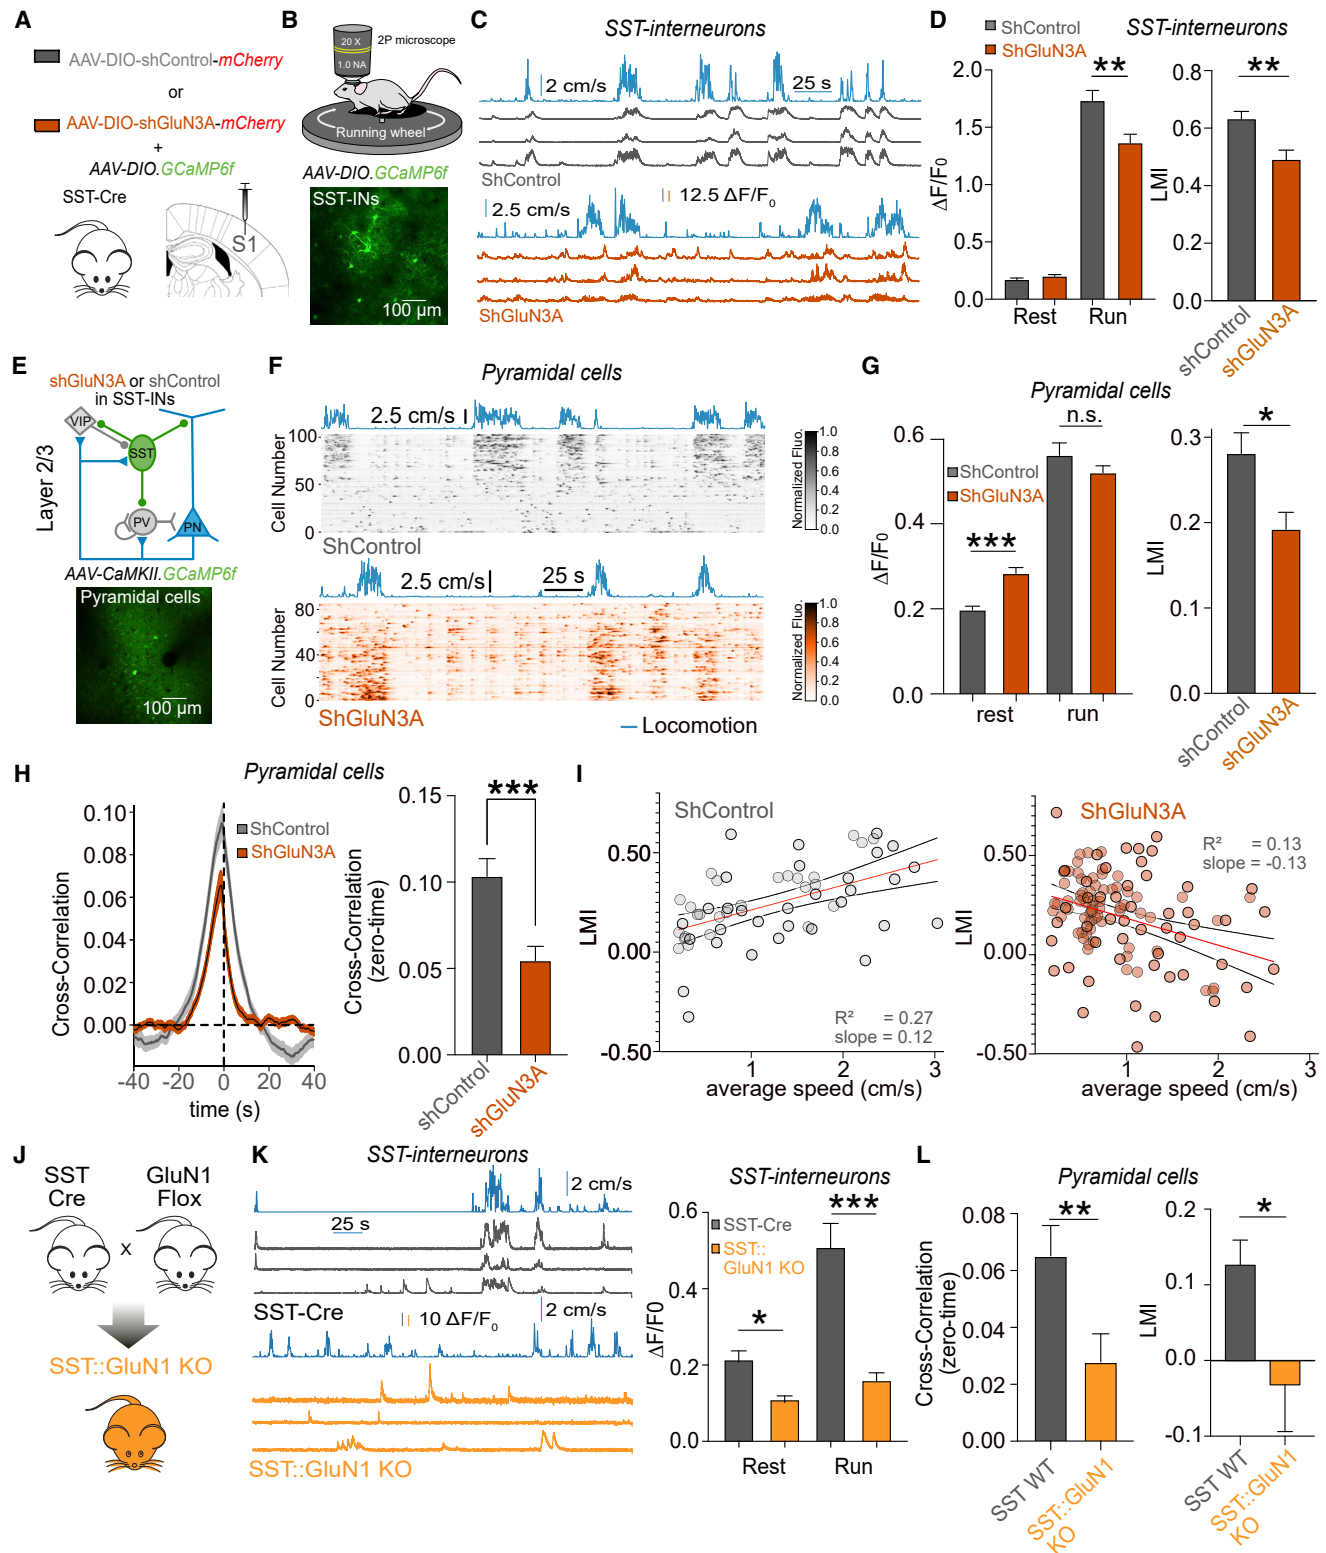 A
AAV-DIO-shControl-mCherry
or
AAV-DIO-shGluN3A-mCherry
+
AAV-DIO.GCaMP6f
SST-Cre
S1
B
20 X
1.0 NA
2P microscope
Running wheel
AAV-DIO.GCaMP6f
SST-INs
100 µm
C
SST-interneurons
2 cm/s
25 s
ShControl
12.5 ΔF/F0
2.5 cm/s
ShGluN3A
D
ShControl
ShGluN3A
SST-interneurons
**
**
2.0
1.5
1.0
0.5
0.0
ΔF/F0
Rest
Run
0.8
0.6
0.4
0.2
0.0
LMI
shControl
shGluN3A
E
shGluN3A or shControl
in SST-INs
Layer 2/3
VIP
SST
PV
PN
AAV-CaMKII.GCaMP6f
Pyramidal cells
100 µm
F
Pyramidal cells
2.5 cm/s
100
50
0
Cell Number
Normalized Fluo.
1.0
0.8
0.6
0.4
0.2
0.0
ShControl
2.5 cm/s
25 s
80
40
0
Cell Number
Normalized Fluo.
1.0
0.8
0.6
0.4
0.2
0.0
ShGluN3A
Locomotion
G
Pyramidal cells
n.s.
*
***
ShControl
ShGluN3A
0.6
0.4
0.2
0.0
ΔF/F0
rest
run
0.3
0.2
0.1
0.0
LMI
shControl
shGluN3A
H
Pyramidal cells
ShControl
ShGluN3A
0.10
0.08
0.06
0.04
0.02
0.00
Cross-Correlation
-40
-20
0
20
40
time (s)
***
0.15
0.10
0.05
0.00
Cross-Correlation
(zero-time)
shControl
shGluN3A
I
ShControl
0.50
0.00
-0.50
LMI
R² = 0.27
slope = 0.12
1
2
3
average speed (cm/s)
ShGluN3A
R² = 0.13
slope = -0.13
0.50
0.00
-0.50
LMI
1
2
3
average speed (cm/s)
J
SST
Cre
x
GluN1
Flox
SST::GluN1 KO
K
SST-interneurons
2 cm/s
25 s
SST-Cre
10 ΔF/F0
2 cm/s
SST::GluN1 KO
SST-interneurons
***
*
SST-Cre
SST::
GluN1 KO
0.6
0.4
0.2
0.0
ΔF/F0
Rest
Run
L
Pyramidal cells
**
*
0.08
0.06
0.04
0.02
0.00
Cross-Correlation
(zero-time)
SST WT
SST::GluN1
KO
0.2
0.1
0.0
-0.1
LMI
SST WT
SST::GluN1
KO